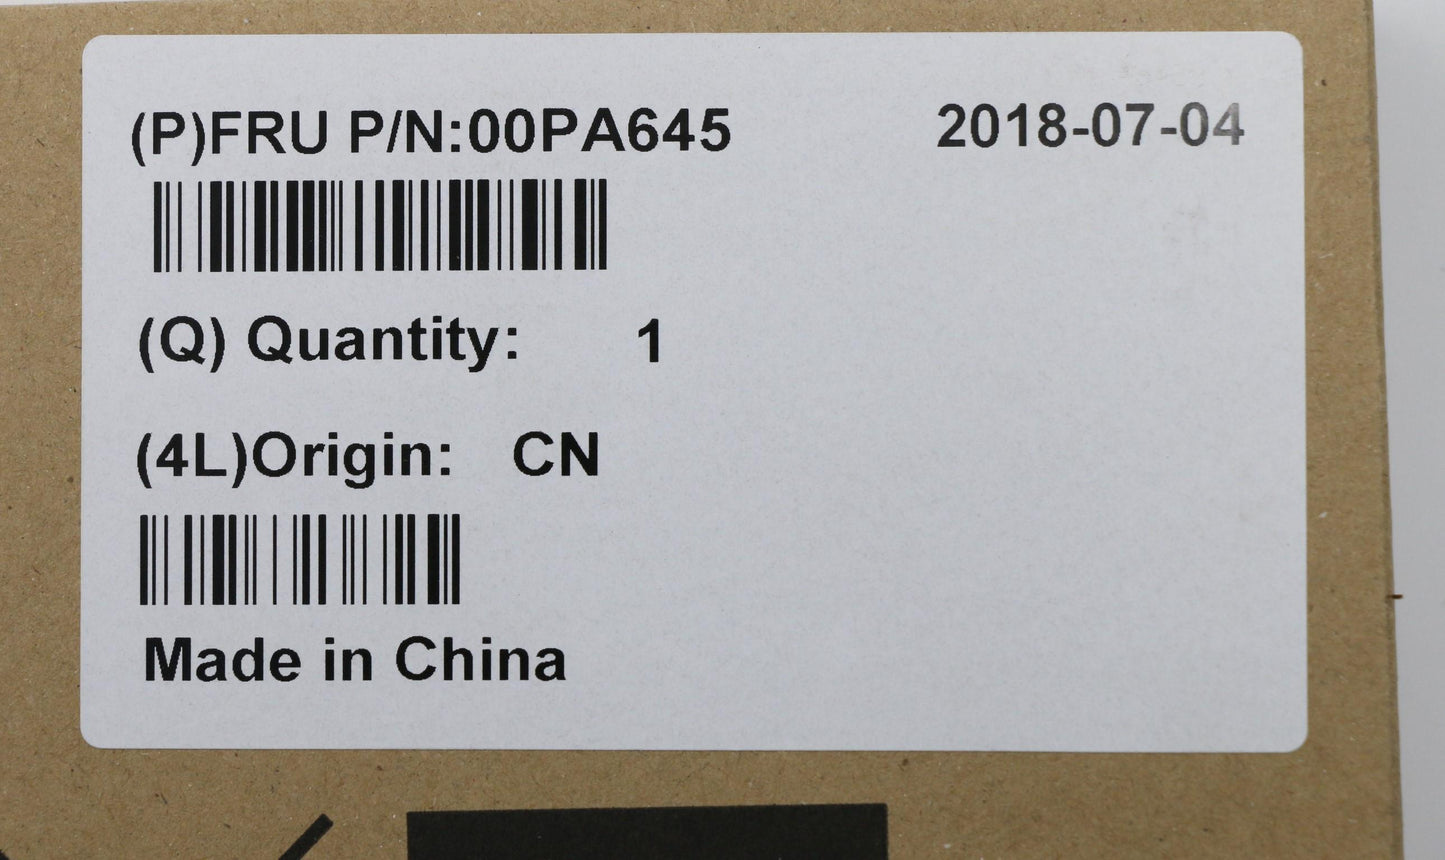 (P)FRU P/N:00PA645 2018-07-04
(Q) Quantity: 1
(4L)Origin: CN
Made in China